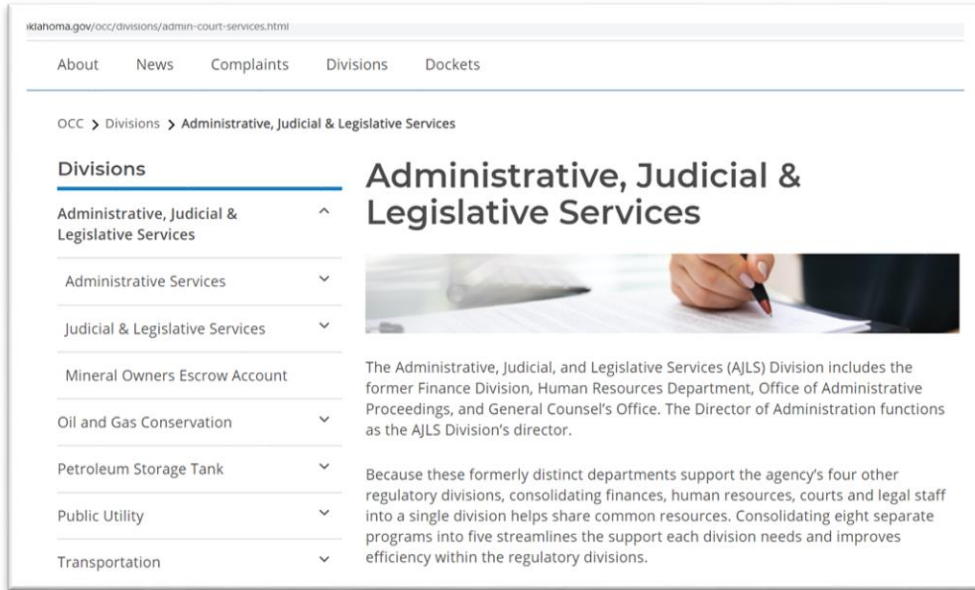 oklahoma.gov/occ/divisions/admin-court-services.html
About News Complaints Divisions Dockets
OCC > Divisions > Administrative, Judicial & Legislative Services
Divisions
Administrative, Judicial &
Legislative Services
Administrative Services
Judicial & Legislative Services
Mineral Owners Escrow Account
Oil and Gas Conservation
Petroleum Storage Tank
Public Utility
Transportation
Administrative, Judicial &
Legislative Services
The Administrative, Judicial, and Legislative Services (AJLS) Division includes the
former Finance Division, Human Resources Department, Office of Administrative
Proceedings, and General Counsel's Office. The Director of Administration functions
as the AJLS Division's director.
Because these formerly distinct departments support the agency's four other
regulatory divisions, consolidating finances, human resources, courts and legal staff
into a single division helps share common resources. Consolidating eight separate
programs into five streamlines the support each division needs and improves
efficiency within the regulatory divisions.